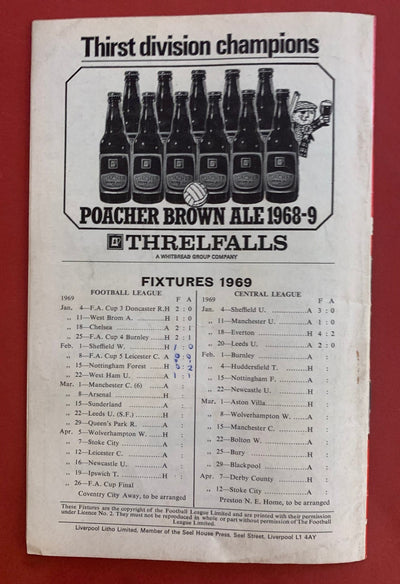 Thirst division champions
POACHER BROWN ALE 1968-9
THRELFALLS
A WHITBREAD GROUP COMPANY
FIXTURES 1969
FOOTBALL LEAGUE
1969 F A
Jan. 4—F.A. Cup 3 Doncaster R. H 2 : 0
„ 11—West Brom A. ... H 1 : 0
„ 18—Chelsea ... A 2 : 1
„ 25—F.A. Cup 4 Burnley ... H 2 : 1
Feb. 1—Sheffield W. ... H 1 : 0
„ 8—F.A. Cup 5 Leicester C. A 0 : 0
„ 15—Nottingham Forest ... H 0 : 2
„ 22—West Ham U. ... A 1 : 1
Mar. 1—Manchester C. (6) ... A :
„ 8—Arsenal ... H :
„ 15—Sunderland ... A :
„ 22—Leeds U. (S.F.) ... H :
„ 29—Queen's Park R. ... A :
Apr. 5—Wolverhampton W. ... H :
„ 7—Stoke City ... A :
„ 12—Leicester C. ... A :
„ 16—Newcastle U. ... A :
„ 19—Ipswich T. ... H :
„ 26—F.A. Cup Final
Coventry City Away, to be arranged
CENTRAL LEAGUE
1969 F A
Jan. 4—Sheffield U. ... A 3 : 0
„ 11—Manchester U. ... A 1 : 0
„ 18—Everton ... H 4 : 2
„ 20—Leeds U. ... A 2 : 0
Feb. 1—Burnley ... A :
„ 4—Huddersfield T. ... H :
„ 15—Nottingham F. ... A :
„ 22—Newcastle U. ... H :
Mar. 1—Aston Villa ... H :
„ 8—Wolverhampton W. ... A :
„ 15—Manchester C. ... H :
„ 22—Bolton W. ... A :
„ 25—Bury ... H :
„ 29—Blackpool ... A :
Apr. 7—Derby County ... H :
„ 12—Stoke City ... A :
Preston N. E. Home, to be arranged
These Fixtures are the copyright of the Football League Limited and are printed with their permission
under Licence No. 2. They must not be reproduced in whole or part without permission of The Football
League Limited.
Liverpool Litho Limited, Member of the Seel House Press, Seel Street, Liverpool L1 4AY